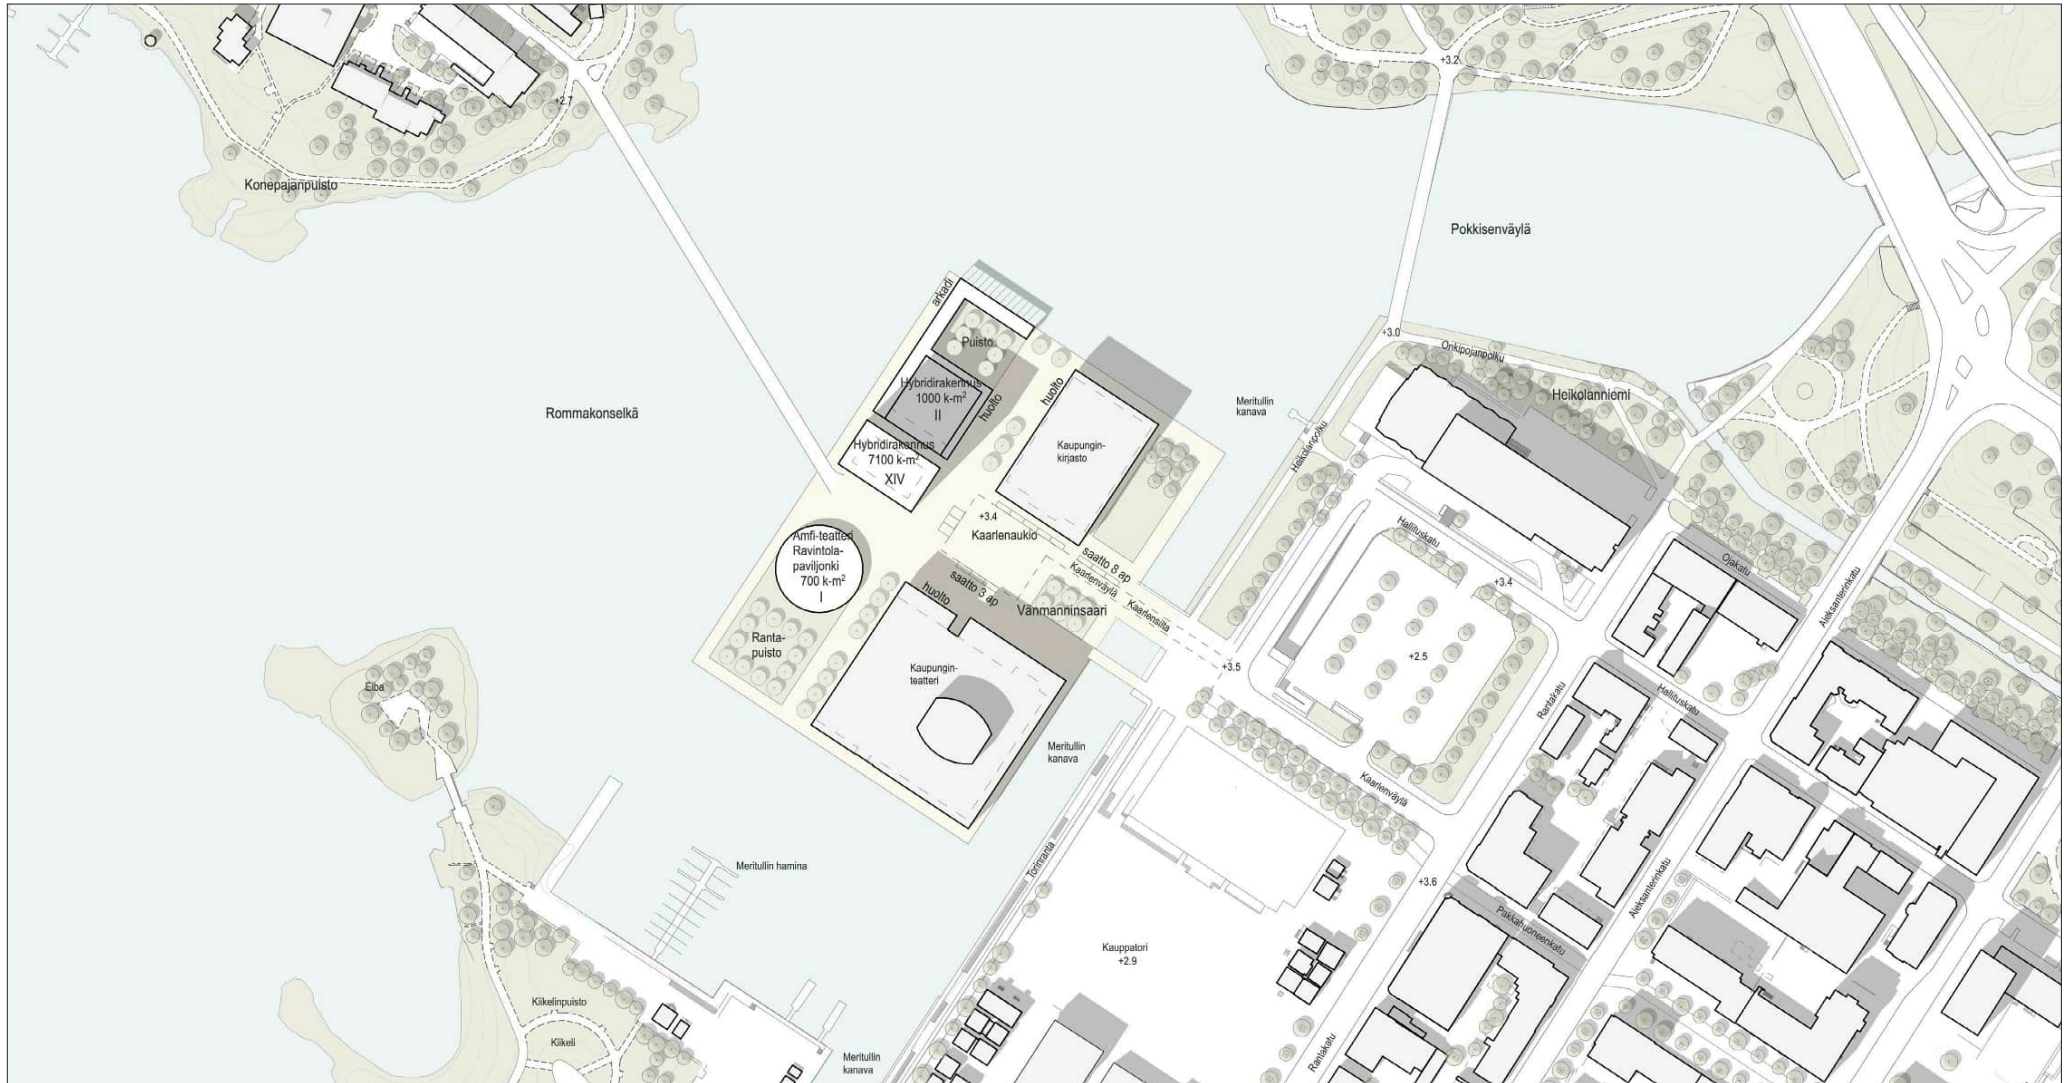 +3.2
+2.7
Konepajanpuisto
Pokkisenväylä
arkadi
+3.0
Puisto
Onkipojanpolku
Hybridirakennus
1000 k-m²
II
huolto
huolto
Heikolanniemi
Meritullin
kanava
Rommakonselkä
Hybridirakennus
7100 k-m²
XIV
Kaupungin-
kirjasto
Heikolanpolku
+3.4
Kaarlenaukio
Hallituskatu
Amfi-teatteri
Ravintola-
paviljonki
700 k-m²
I
saatto 8 ap
Kaarlenväylä
Kaarlensilta
saatto 3 ap
huolto
Vänmanninsaari
+3.4
Ojakatu
Aleksanterinkatu
Ranta-
puisto
Kaupungin-
teatteri
+3.5
+2.5
Elba
Rantakatu
Hallituskatu
Meritullin
kanava
Kaarlenväylä
Meritullin hamina
Torinranta
+3.6
Aleksanterinkatu
Pakkahuoneenkatu
Kauppatori
+2.9
Kiikelinpuisto
Kiikeli
Meritullin
kanava
Rantakatu